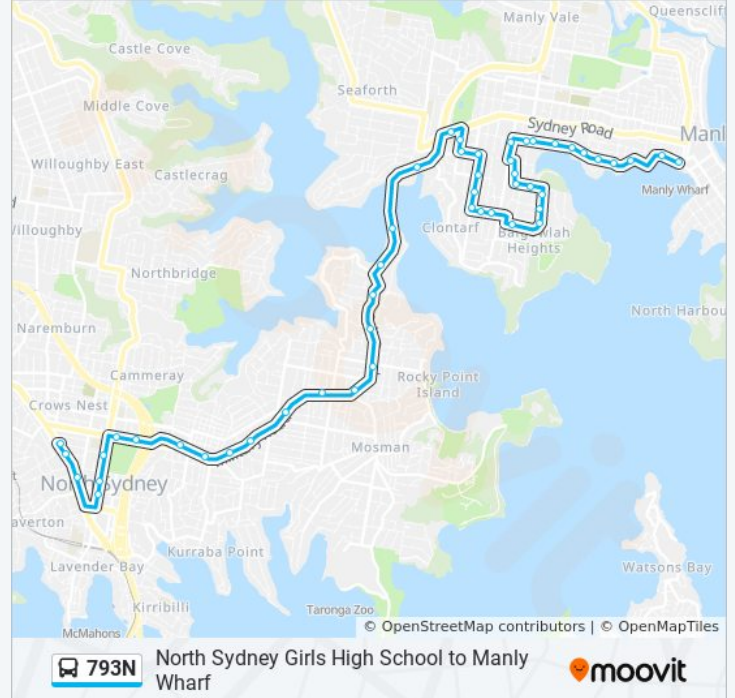 Manly Vale
Queenscliff
Castle Cove
Seaforth
Middle Cove
Sydney Road
Manl
Willoughby East
Castlecrag
Manly Wharf
Willoughby
Clontarf
Balgowlah
Heights
Northbridge
North Harbou
Naremburn
Cammeray
Rocky Point
Island
Crows Nest
Mosman
North Sydney
averton
Kurraba Point
Lavender Bay
Watsons Bay
Kirribilli
Taronga Zoo
McMahons
© OpenStreetMap contributors | © OpenMapTiles
793N
North Sydney Girls High School to Manly
Wharf
moovit